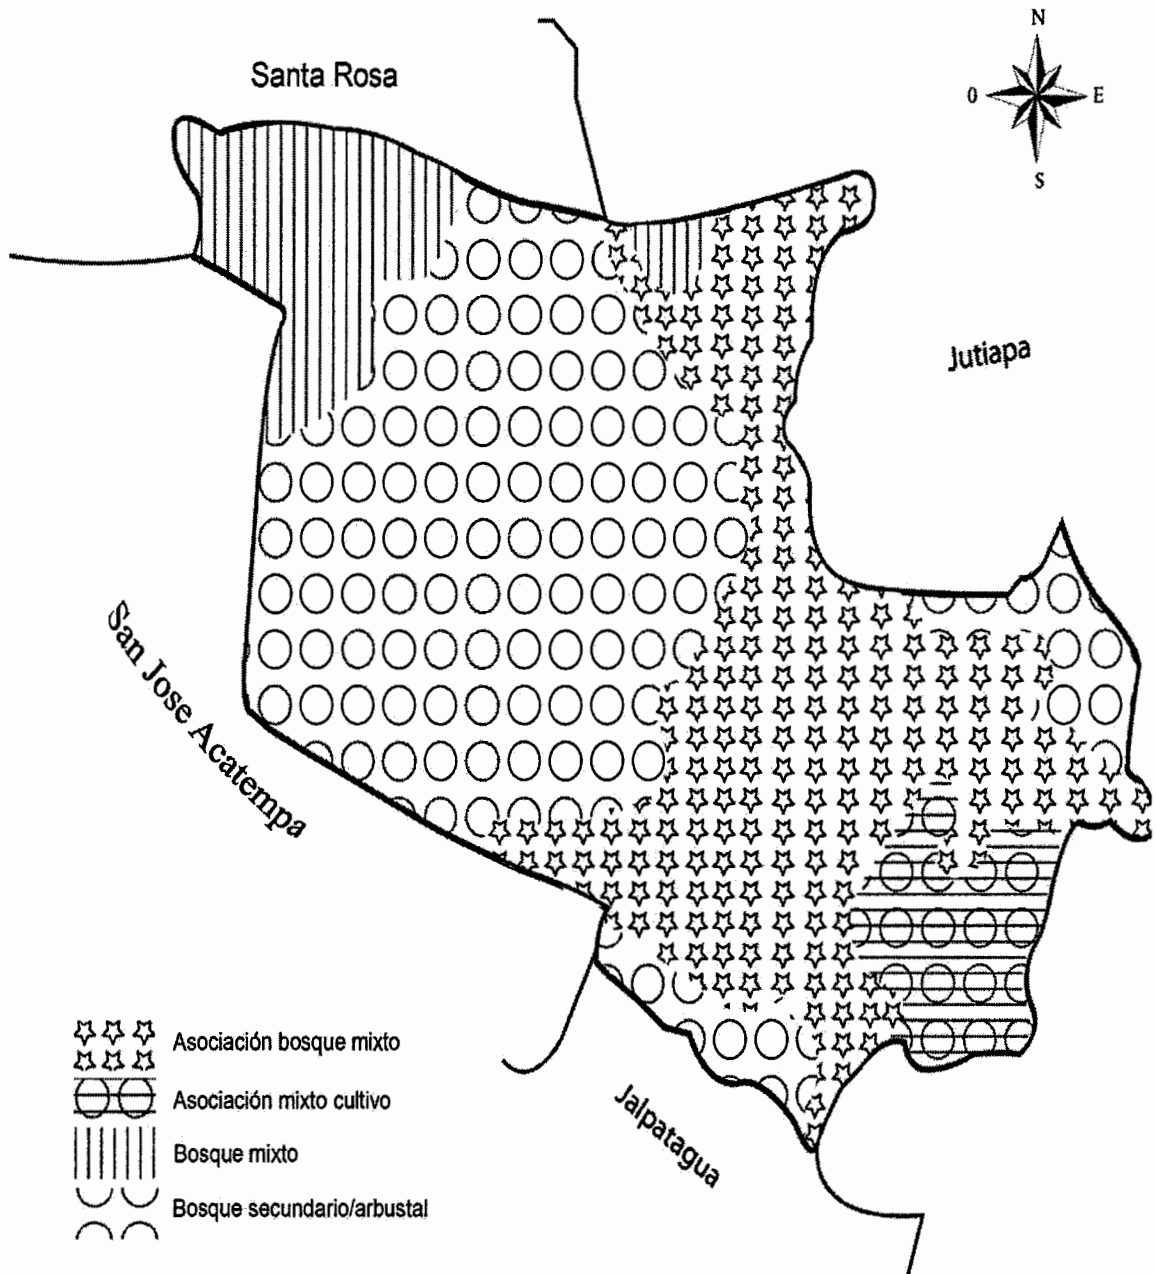 N
Santa Rosa
O E
S
Jutiapa
San Jose Acatempa
Asociación bosque mixto
Asociación mixto cultivo
Bosque mixto
Jalpatagua
Bosque secundario/arbustal